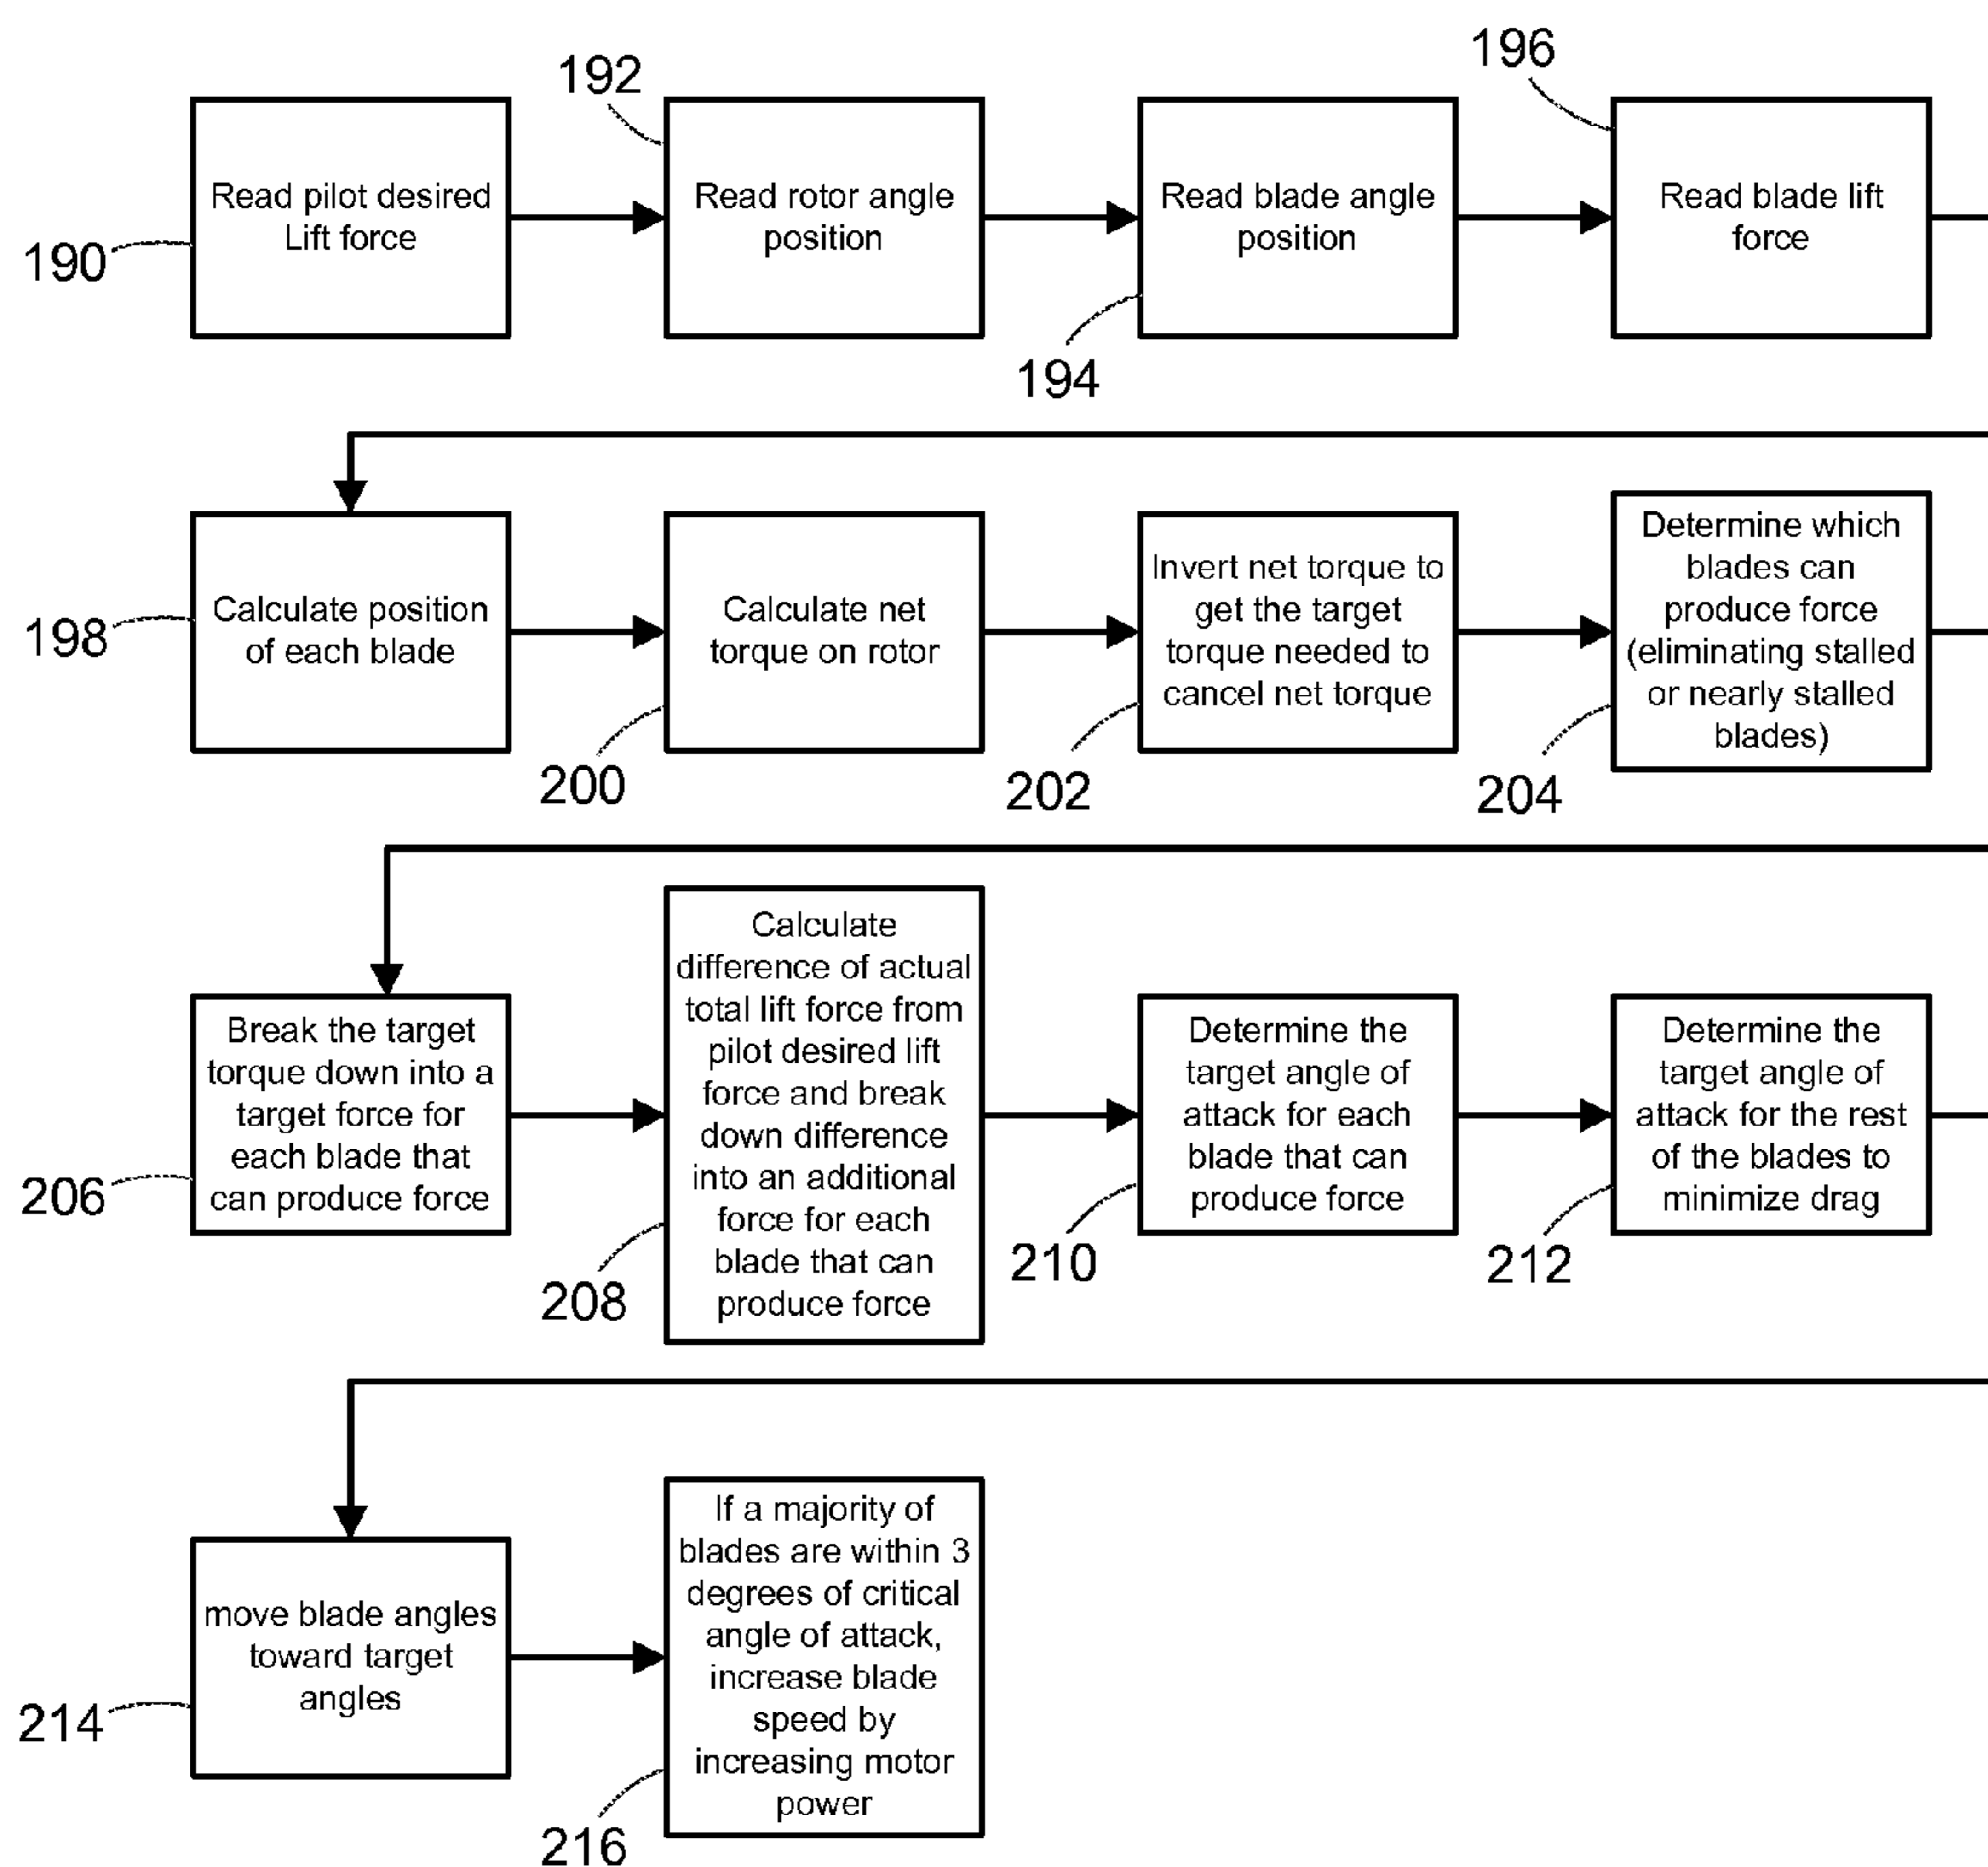 192
196
Read pilot desired
Lift force
Read rotor angle
position
Read blade angle
position
Read blade lift
force
190
194
Calculate position
of each blade
Calculate net
torque on rotor
Invert net torque to
get the target
torque needed to
cancel net torque
Determine which
blades can
produce force
(eliminating stalled
or nearly stalled
blades)
198
200
202
204
Break the target
torque down into a
target force for
each blade that
can produce force
Calculate
difference of actual
total lift force from
pilot desired lift
force and break
down difference
into an additional
force for each
blade that can
produce force
Determine the
target angle of
attack for each
blade that can
produce force
Determine the
target angle of
attack for the rest
of the blades to
minimize drag
206
208
210
212
move blade angles
toward target
angles
If a majority of
blades are within 3
degrees of critical
angle of attack,
increase blade
speed by
increasing motor
power
214
216